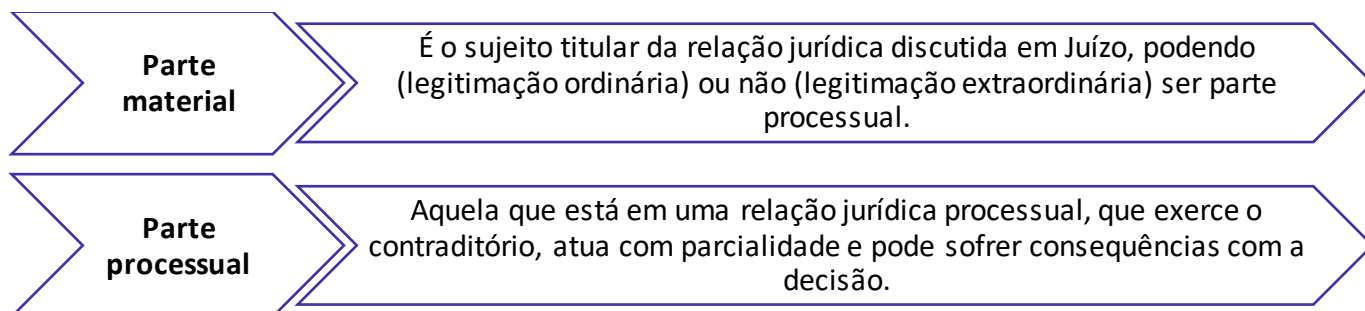 Parte
material
É o sujeito titular da relação jurídica discutida em Juízo, podendo
(legitimação ordinária) ou não (legitimação extraordinária) ser parte
processual.
Parte
processual
Aquela que está em uma relação jurídica processual, que exerce o
contraditório, atua com parcialidade e pode sofrer consequências com a
decisão.